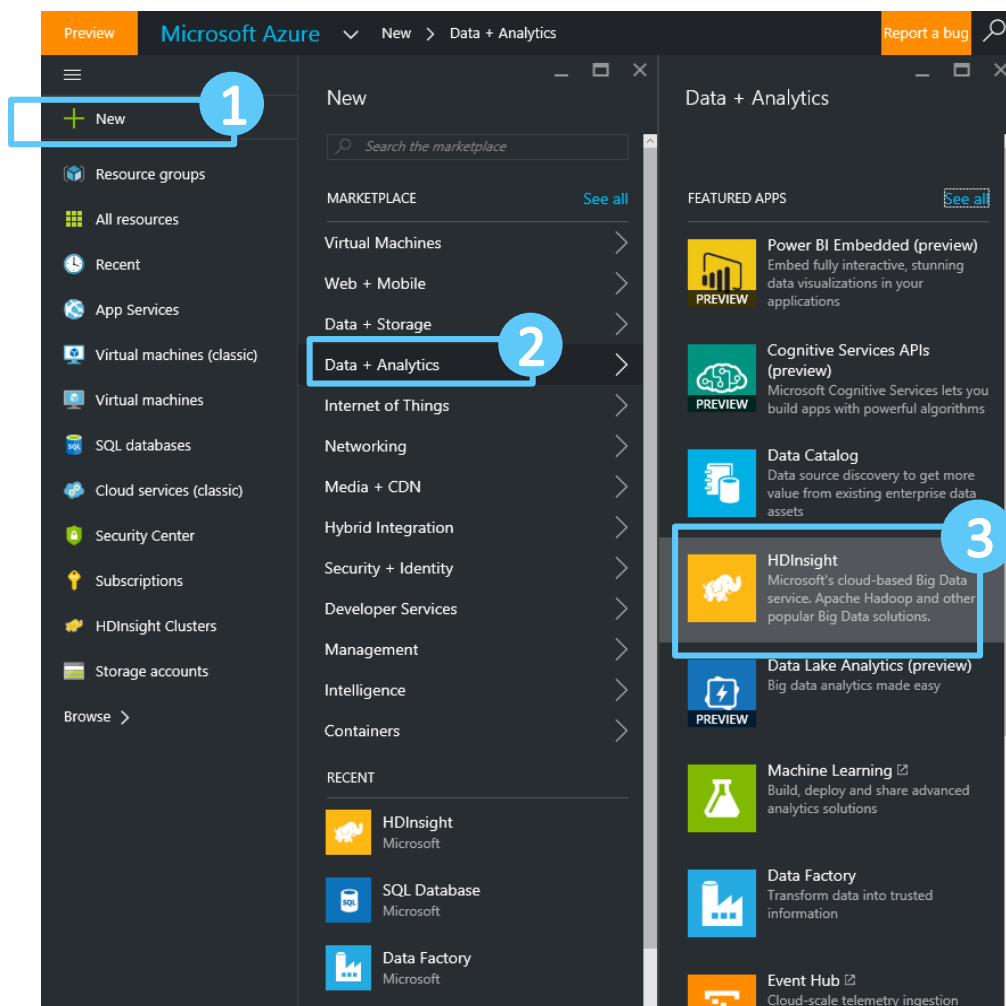 Preview
Microsoft Azure
New > Data + Analytics
Report a bug
1
New
Resource groups
All resources
Recent
App Services
Virtual machines (classic)
Virtual machines
SQL databases
Cloud services (classic)
Security Center
Subscriptions
HDInsight Clusters
Storage accounts
Browse >
New
Search the marketplace
MARKETPLACE
See all
Virtual Machines
Web + Mobile
Data + Storage
2
Data + Analytics
Internet of Things
Networking
Media + CDN
Hybrid Integration
Security + Identity
Developer Services
Management
Intelligence
Containers
RECENT
HDInsight
Microsoft
SQL
SQL Database
Microsoft
Data Factory
Microsoft
Data + Analytics
FEATURED APPS
See all
Power BI Embedded (preview)
Embed fully interactive, stunning
data visualizations in your
applications
PREVIEW
Cognitive Services APIs
(preview)
Microsoft Cognitive Services lets you
build apps with powerful algorithms
PREVIEW
Data Catalog
Data source discovery to get more
value from existing enterprise data
assets
3
HDInsight
Microsoft's cloud-based Big Data
service. Apache Hadoop and other
popular Big Data solutions.
Data Lake Analytics (preview)
Big data analytics made easy
PREVIEW
Machine Learning
Build, deploy and share advanced
analytics solutions
Data Factory
Transform data into trusted
information
Event Hub
Cloud-scale telemetry ingestion